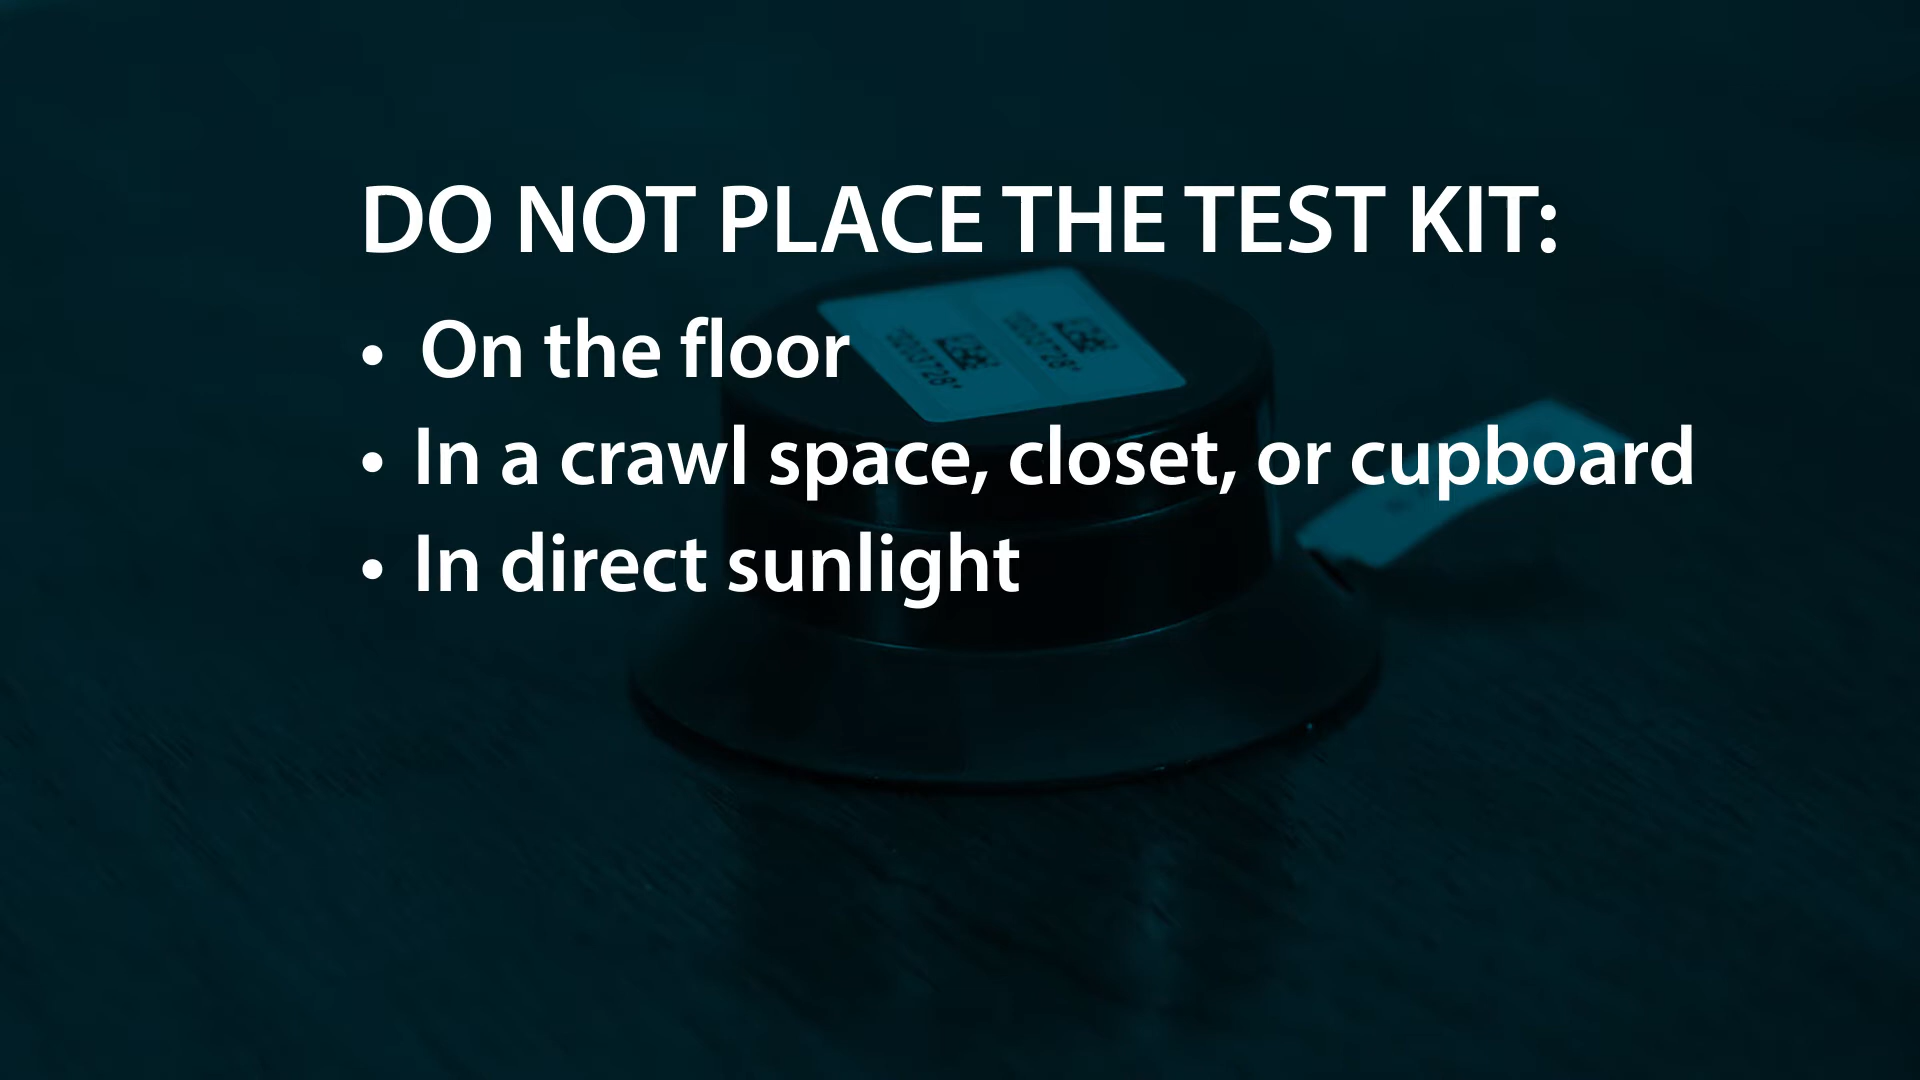 DO NOT PLACE THE TEST KIT:
• On the floor
• In a crawl space, closet, or cupboard
• In direct sunlight